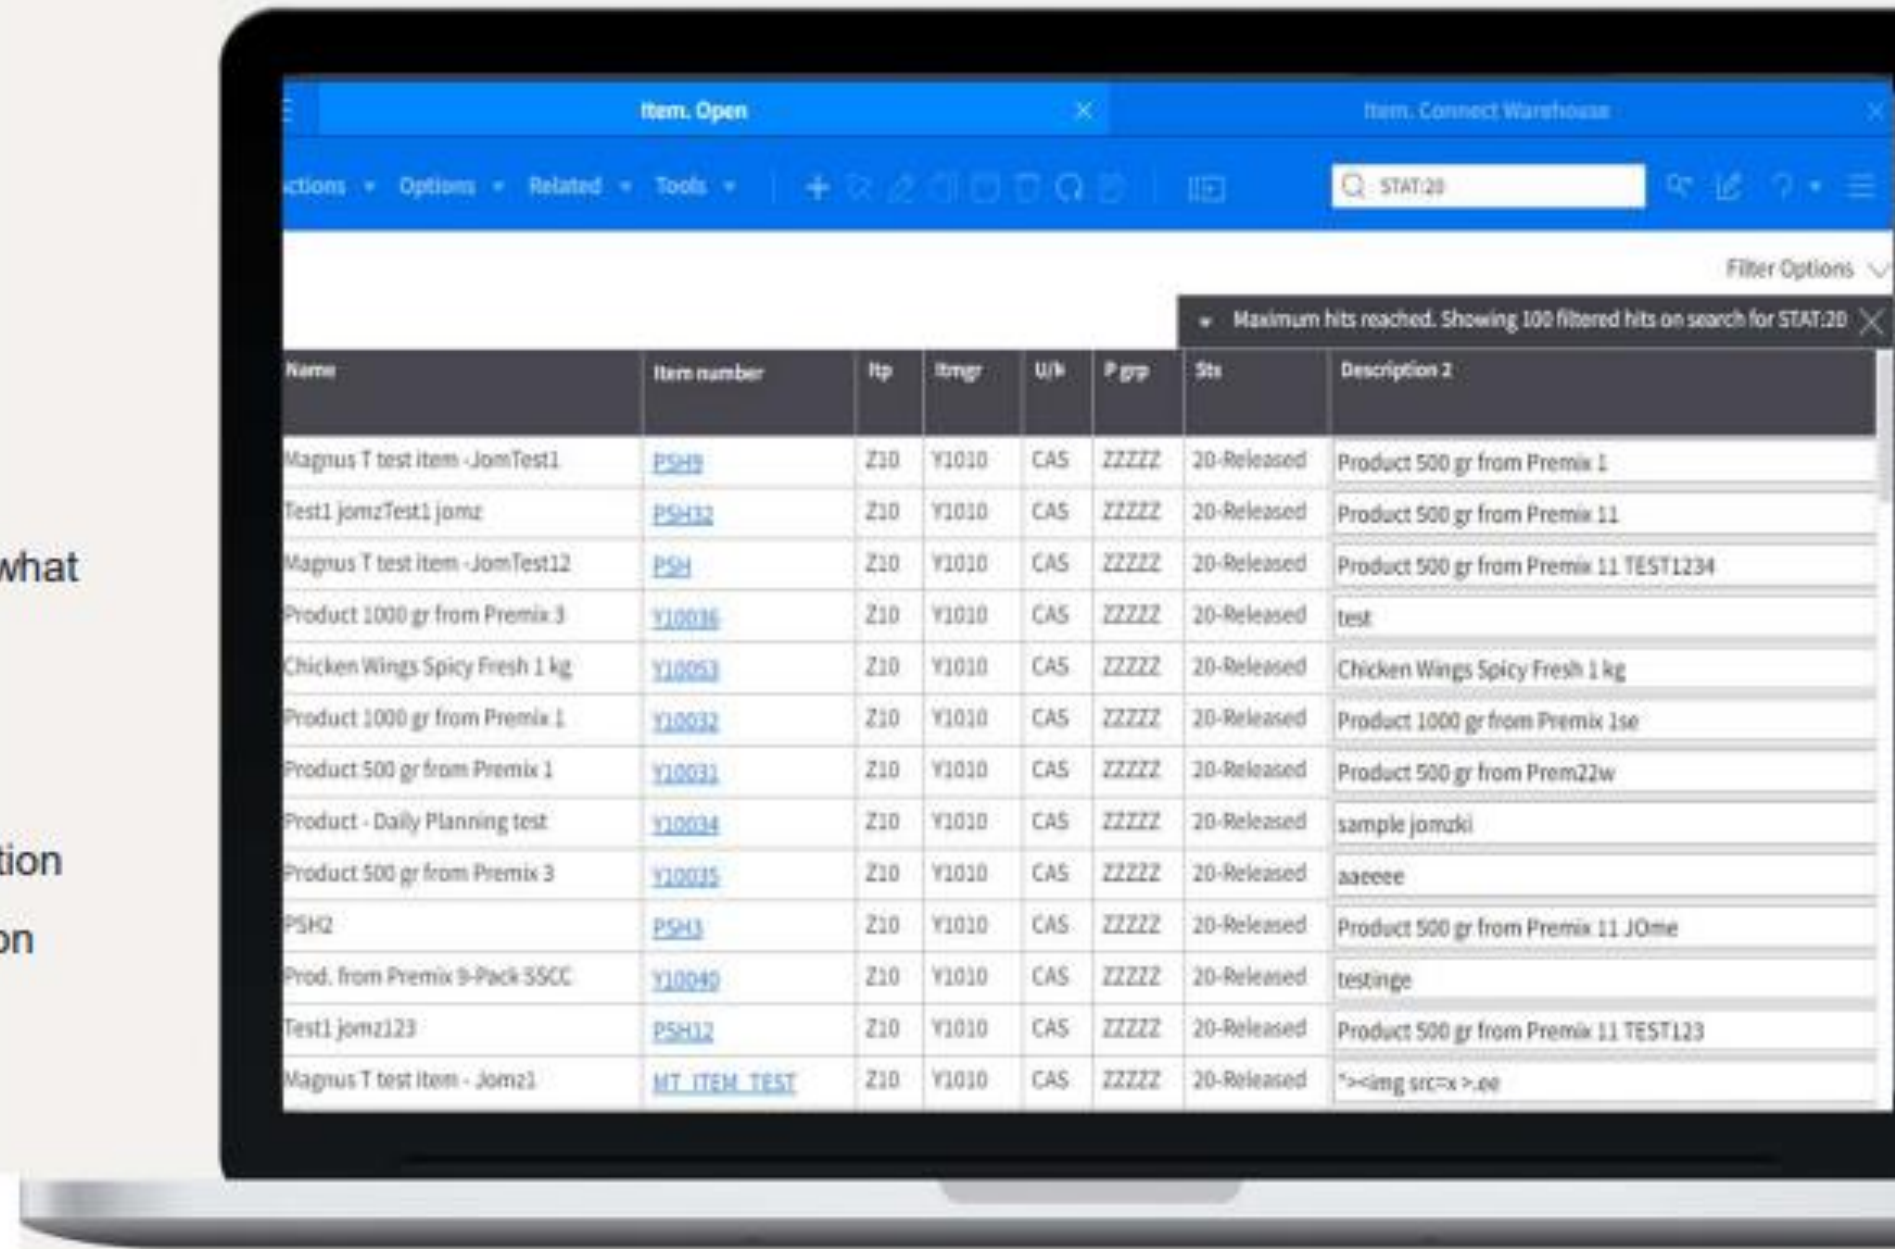 what
tion
on
Item. Open
Item. Connect Warehouse
ctions Options Related Tools STAT:20
Filter Options
Maximum hits reached. Showing 100 filtered hits on search for STAT:20
Name Item number Itp Itmgr P grp Sts Description 2
Magnus T test item -JomTest1 PSH9 Z10 Y1010 CAS ZZZZZ 20-Released Product 500 gr from Premix 1
Test1 jomzTest1 jomz PSH32 Z10 Y1010 CAS ZZZZZ 20-Released Product 500 gr from Premix 11
Magnus T test item -JomTest12 PSH Z10 Y1010 CAS ZZZZZ 20-Released Product 500 gr from Premix 11 TEST1234
Product 1000 gr from Premix 3 Y10036 Z10 Y1010 CAS ZZZZZ 20-Released test
Chicken Wings Spicy Fresh 1 kg Y10053 Z10 Y1010 CAS ZZZZZ 20-Released Chicken Wings Spicy Fresh 1 kg
Product 1000 gr from Premix 1 Y10032 Z10 Y1010 CAS ZZZZZ 20-Released Product 1000 gr from Premix 1se
Product 500 gr from Premix 1 Y10031 Z10 Y1010 CAS ZZZZZ 20-Released Product 500 gr from Prem22w
Product - Daily Planning test Y10034 Z10 Y1010 CAS ZZZZZ 20-Released sample jomzki
Product 500 gr from Premix 3 Y10035 Z10 Y1010 CAS ZZZZZ 20-Released aaeeee
PSH2 PSH3 Z10 Y1010 CAS ZZZZZ 20-Released Product 500 gr from Premix 11 JOme
Prod. from Premix 9-Pack SSCC Y10040 Z10 Y1010 CAS ZZZZZ 20-Released testinge
Test1 jomz123 PSH12 Z10 Y1010 CAS ZZZZZ 20-Released Product 500 gr from Premix 11 TEST123
Magnus T test item - Jomz1 MT_ITEM_TEST Z10 Y1010 CAS ZZZZZ 20-Released "><img src=x >.ee